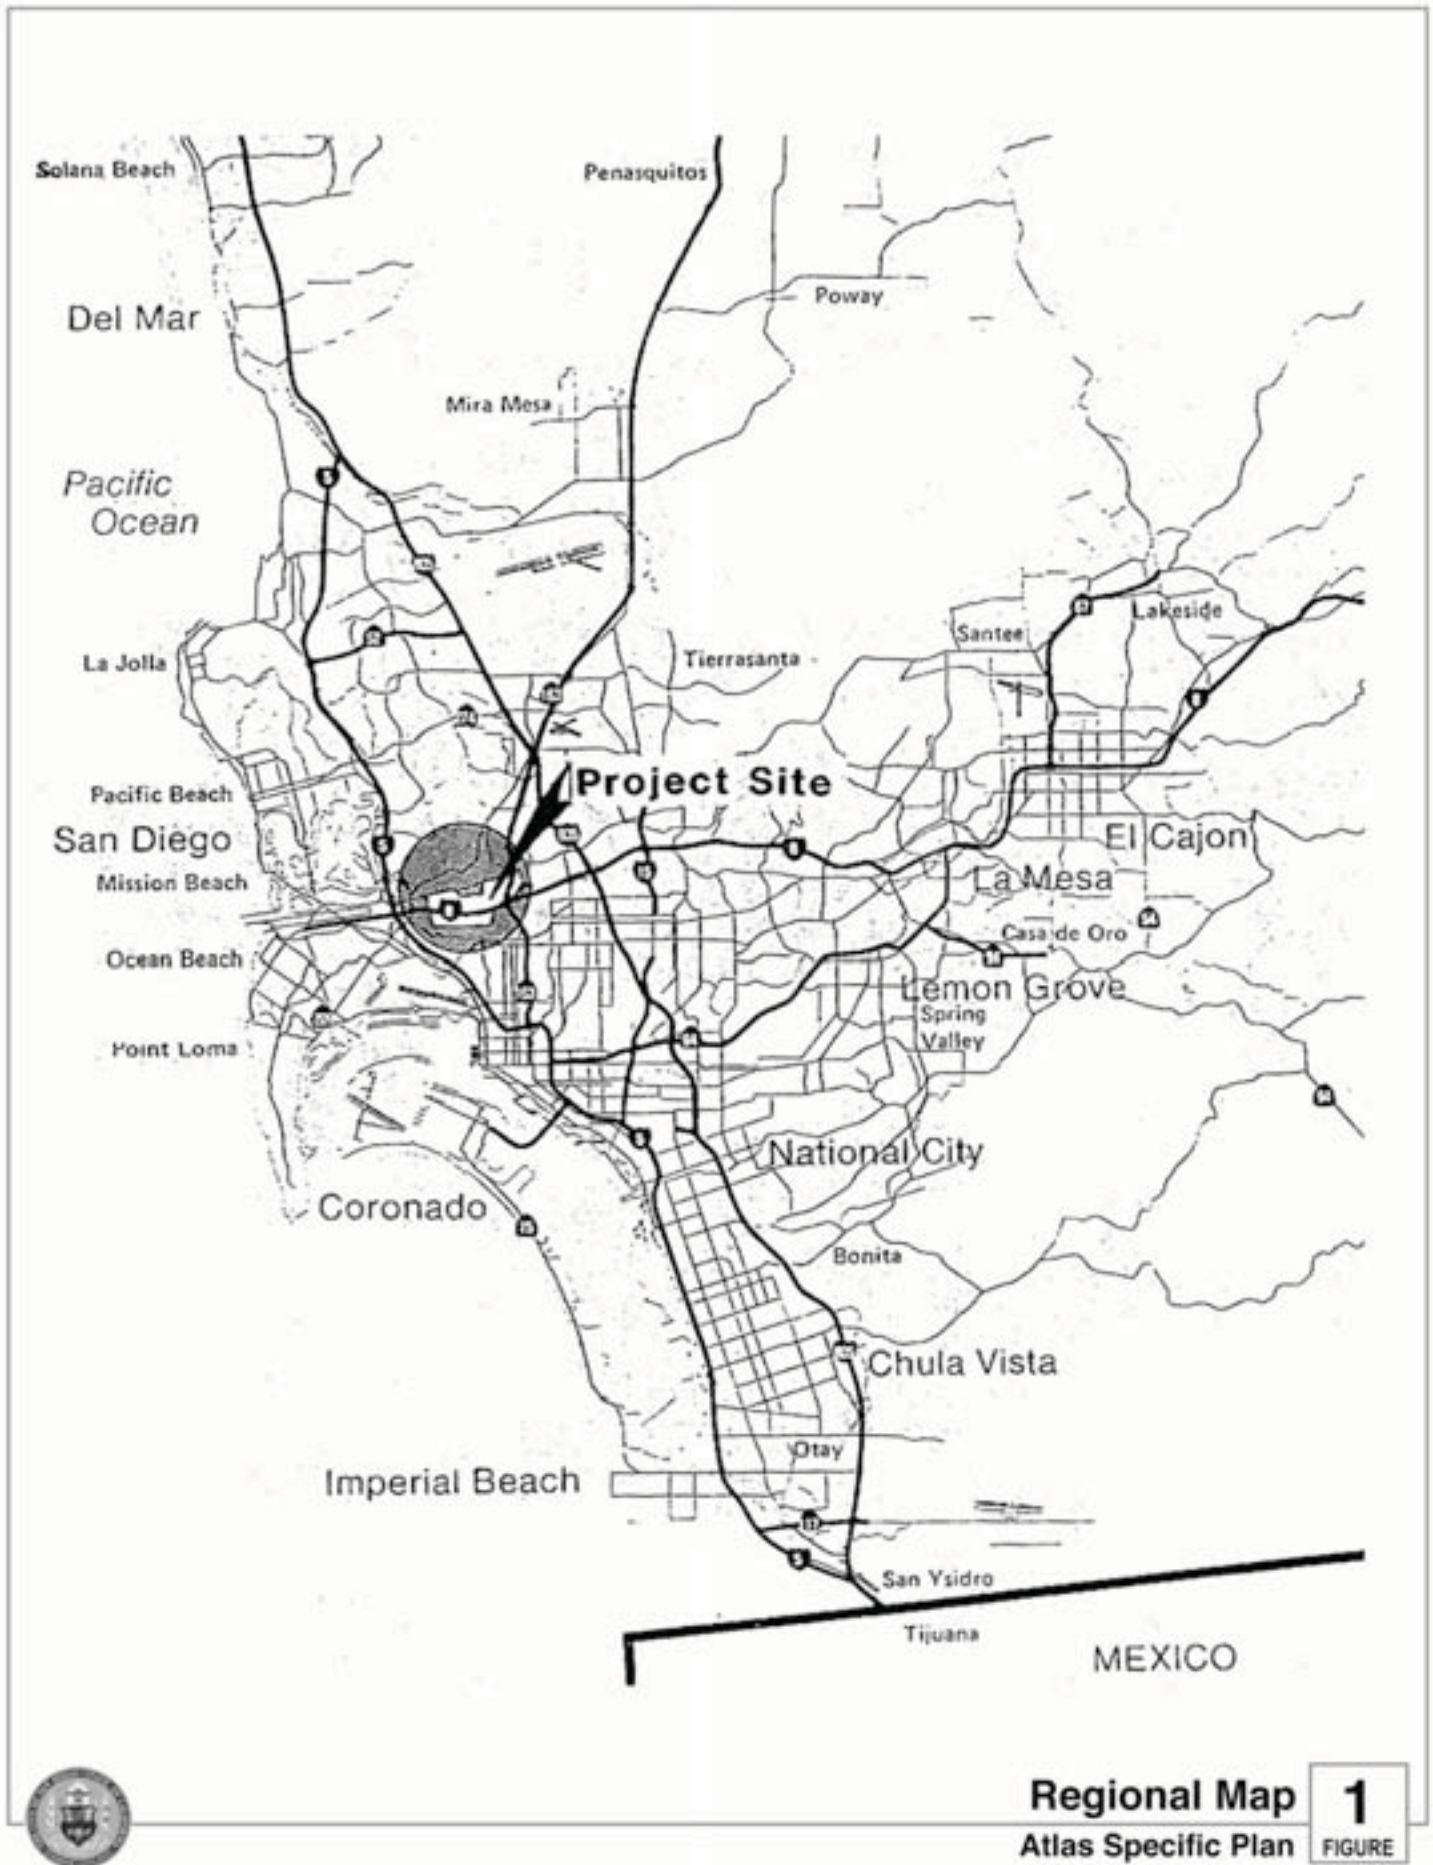 Solana Beach
Penasquitos
Del Mar
Poway
Mira Mesa
Pacific
Ocean
Lakeside
Santee
La Jolla
Tierrasanta
Project Site
Pacific Beach
San Diego
El Cajon
Mission Beach
La Mesa
Casa de Oro
Ocean Beach
Lemon Grove
Spring
Valley
Point Loma
National City
Coronado
Bonita
Chula Vista
Otay
Imperial Beach
San Ysidro
Tijuana
MEXICO
Regional Map
Atlas Specific Plan
1
FIGURE